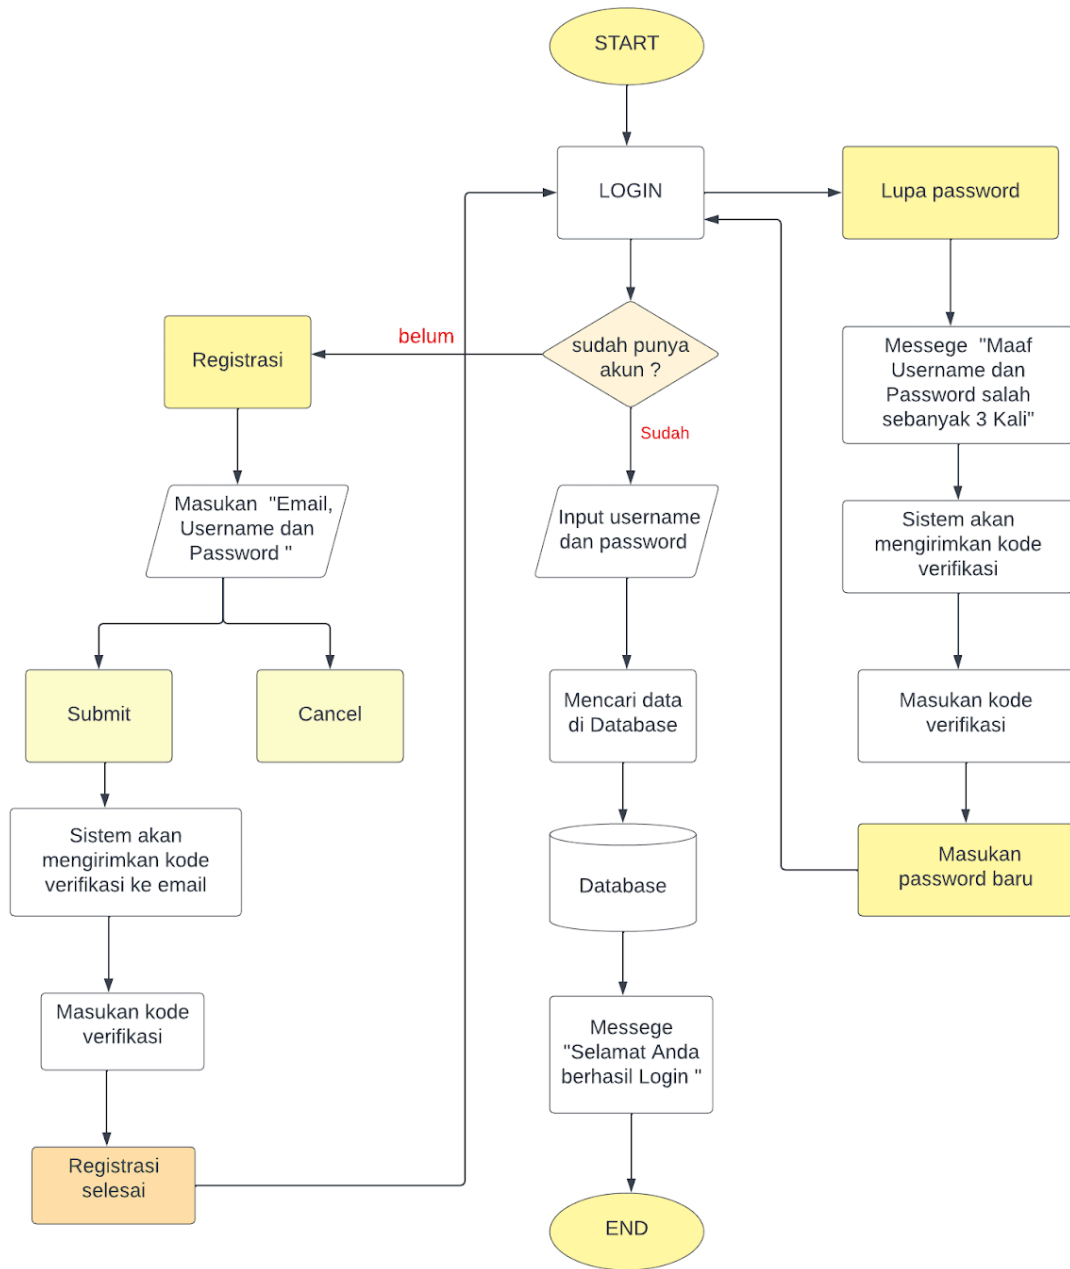 START
LOGIN
Lupa password
sudah punya
akun ?
belum
Registrasi
Sudah
Messege  "Maaf
Username dan
Password salah
sebanyak 3 Kali"
Masukan  "Email,
Username dan
Password "
Input username
dan password
Sistem akan
mengirimkan kode
verifikasi
Submit
Cancel
Mencari data
di Database
Masukan kode
verifikasi
Sistem akan
mengirimkan kode
verifikasi ke email
Database
Masukan
password baru
Masukan kode
verifikasi
Messege
"Selamat Anda
berhasil Login "
Registrasi
selesai
END